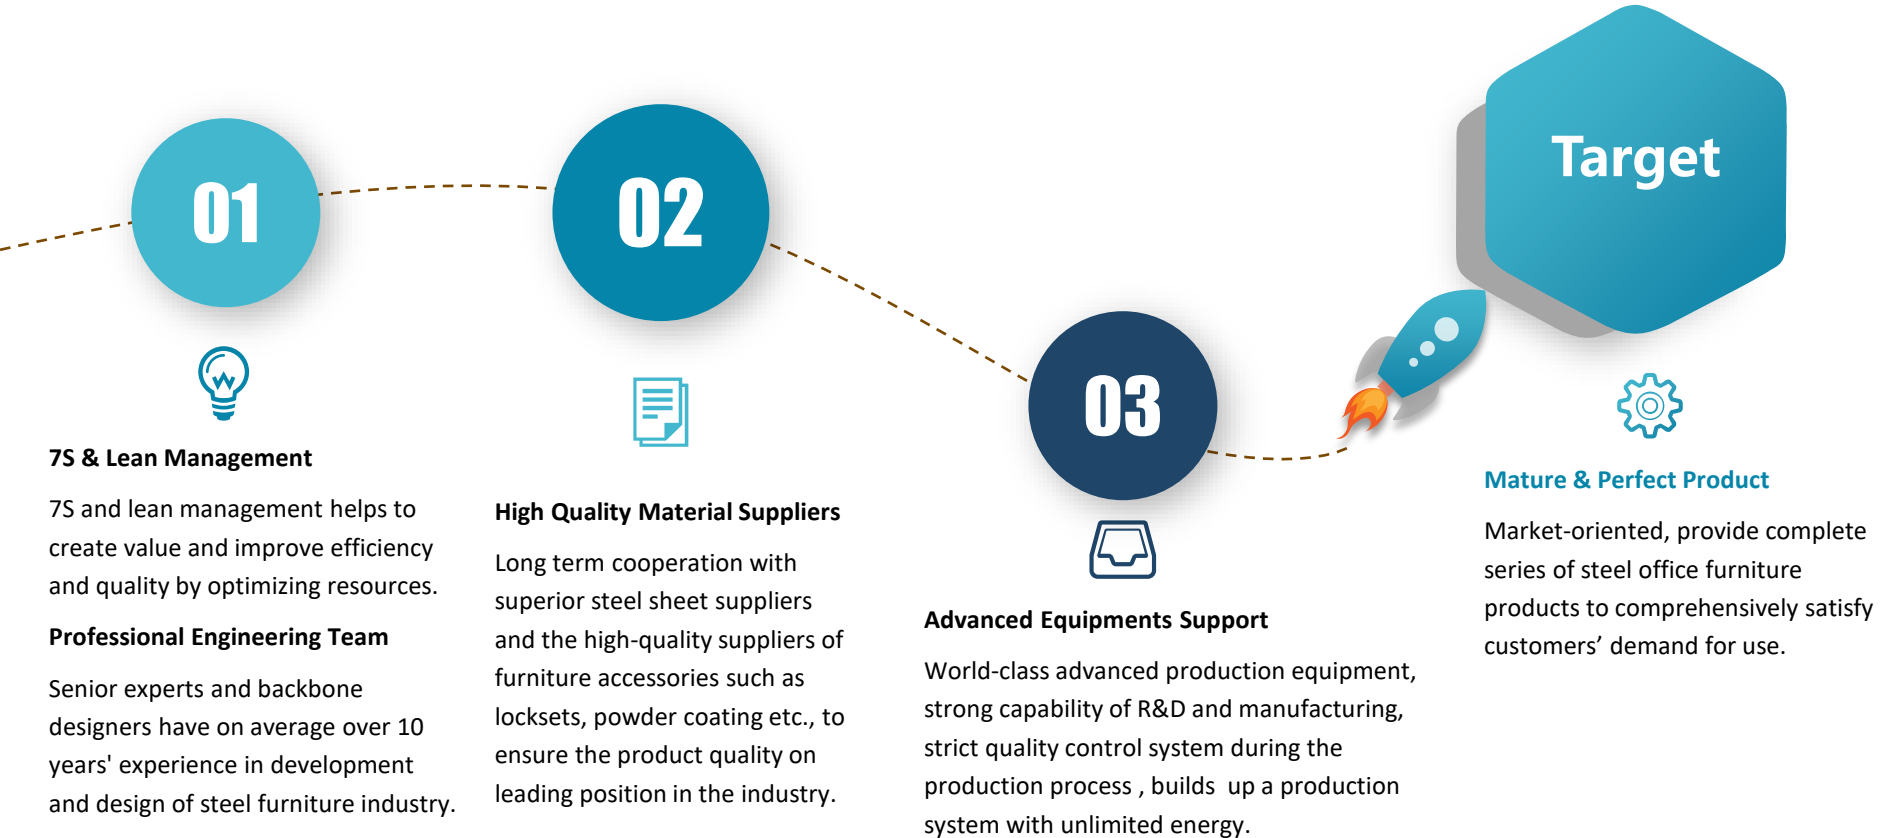 01
7S & Lean Management
7S and lean management helps to
create value and improve efficiency
and quality by optimizing resources.
Professional Engineering Team
Senior experts and backbone
designers have on average over 10
years' experience in development
and design of steel furniture industry.
02
High Quality Material Suppliers
Long term cooperation with
superior steel sheet suppliers
and the high-quality suppliers of
furniture accessories such as
locksets, powder coating etc., to
ensure the product quality on
leading position in the industry.
03
Advanced Equipments Support
World-class advanced production equipment,
strong capability of R&D and manufacturing,
strict quality control system during the
production process , builds  up a production
system with unlimited energy.
Target
Mature & Perfect Product
Market-oriented, provide complete
series of steel office furniture
products to comprehensively satisfy
customers’ demand for use.